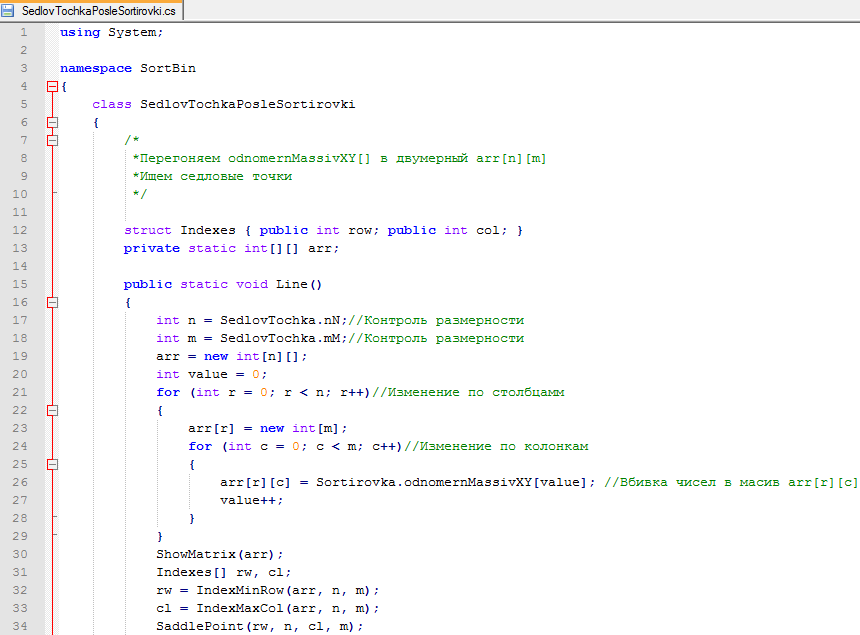 SedlovTochkaPosleSortirovki.cs
1 using System;
2
3 namespace SortBin
4 {
5 class SedlovTochkaPosleSortirovki
6 {
7 /*
8 *Перегоняем odnomernMassivXY[] в двумерный arr[n][m]
9 *Ищем седловые точки
10 */
11
12 struct Indexes { public int row; public int col; }
13 private static int[][] arr;
14
15 public static void Line()
16 {
17 int n = SedlovTochka.nN;//Контроль размерности
18 int m = SedlovTochka.mM;//Контроль размерности
19 arr = new int[n][];
20 int value = 0;
21 for (int r = 0; r < n; r++)//Изменение по столбцамм
22 {
23 arr[r] = new int[m];
24 for (int c = 0; c < m; c++)//Изменение по колонкам
25 {
26 arr[r][c] = Sortirovka.odnomernMassivXY[value]; //Вбивка чисел в масив arr[r][c]
27 value++;
28 }
29 }
30 ShowMatrix(arr);
31 Indexes[] rw, cl;
32 rw = IndexMinRow(arr, n, m);
33 cl = IndexMaxCol(arr, n, m);
34 SaddlePoint(rw, n, cl, m);